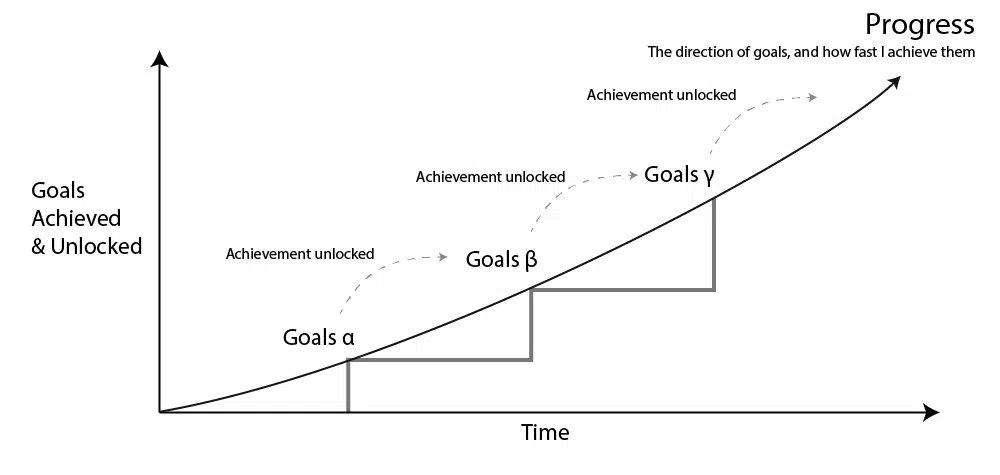 Progress
The direction of goals, and how fast I achieve them
Achievement unlocked
Achievement unlocked
Goals γ
Goals
Achieved
& Unlocked
Achievement unlocked
Goals β
Goals α
Time